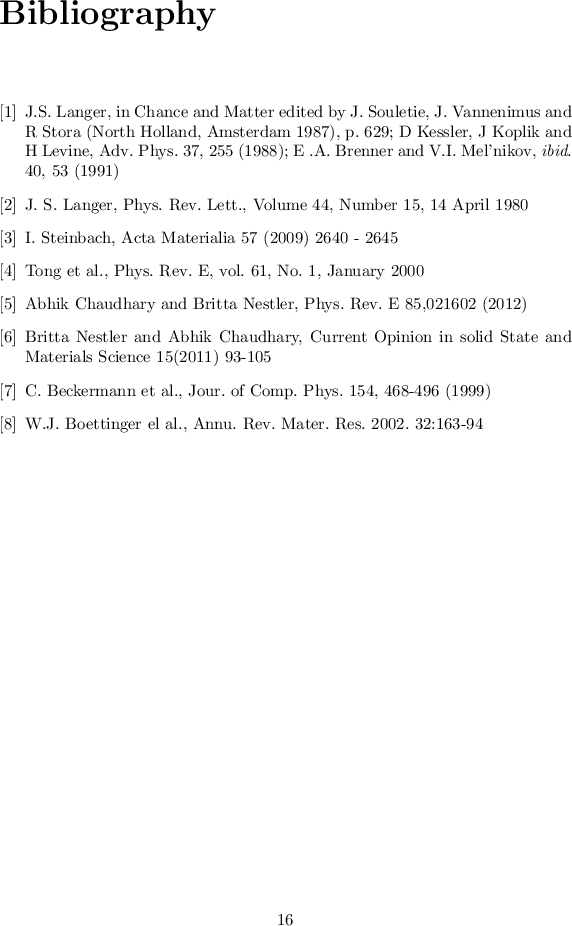 Bibliography
[1] J.S. Langer, in Chance and Matter edited by J. Souletie, J. Vannenimus and
R Stora (North Holland, Amsterdam 1987), p. 629; D Kessler, J Koplik and
H Levine, Adv. Phys. 37, 255 (1988); E .A. Brenner and V.I. Mel'nikov, ibid.
40, 53 (1991)
[2] J. S. Langer, Phys. Rev. Lett., Volume 44, Number 15, 14 April 1980
[3] I. Steinbach, Acta Materialia 57 (2009) 2640 - 2645
[4] Tong et al., Phys. Rev. E, vol. 61, No. 1, January 2000
[5] Abhik Chaudhary and Britta Nestler, Phys. Rev. E 85,021602 (2012)
[6] Britta Nestler and Abhik Chaudhary, Current Opinion in solid State and
Materials Science 15(2011) 93-105
[7] C. Beckermann et al., Jour. of Comp. Phys. 154, 468-496 (1999)
[8] W.J. Boettinger el al., Annu. Rev. Mater. Res. 2002. 32:163-94
16